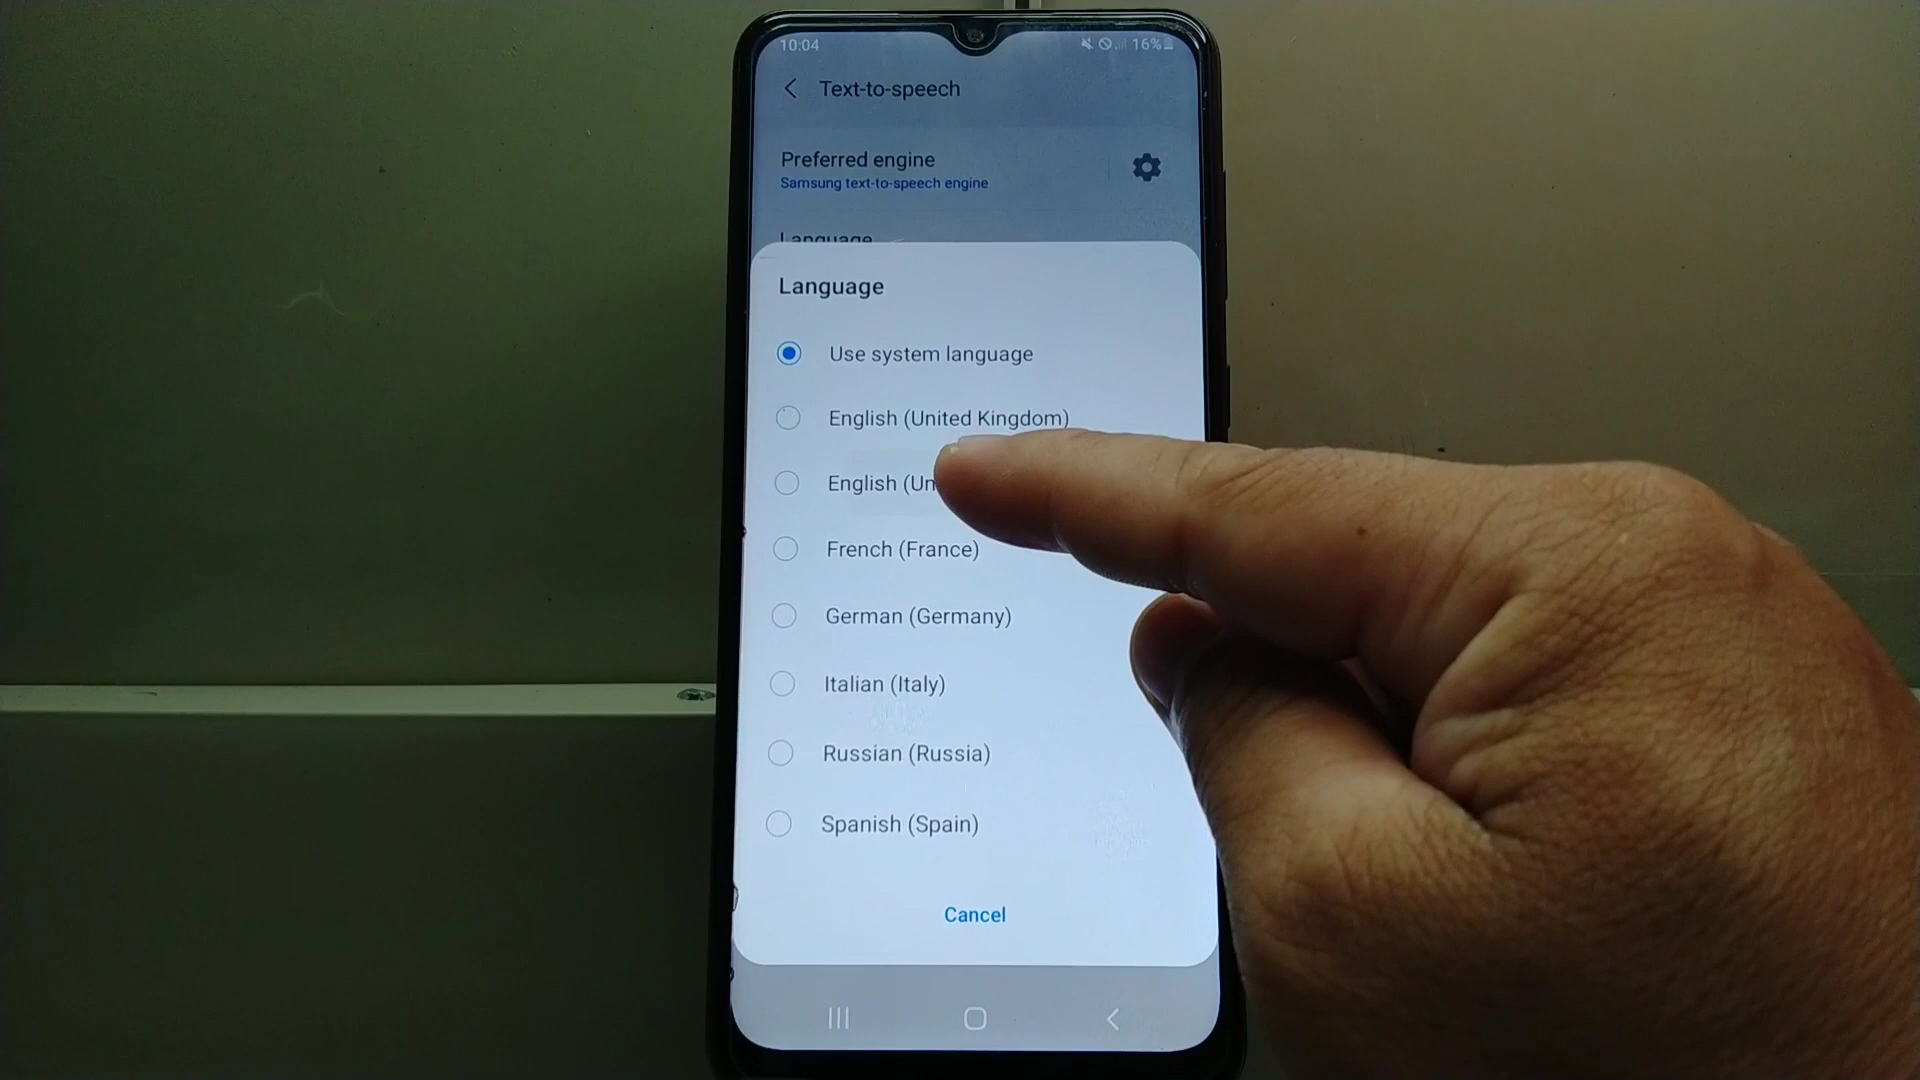 10:04
16%
Text-to-speech
Preferred engine
Samsung text-to-speech engine
Language
Language
Use system language
English (United Kingdom)
English (Un
French (France)
German (Germany)
Italian (Italy)
Russian (Russia)
Spanish (Spain)
Cancel